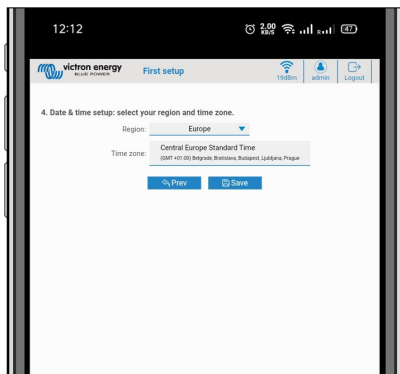 12:12
2.00
KB/S
R
47
victron energy
BLUE POWER
First setup
19dBm
admin
Logout
4. Date & time setup: select your region and time zone.
Region:
Europe
Time zone:
Central Europe Standard Time
(GMT +01:00) Belgrade, Bratislava, Budapest, Ljubljana, Prague
Prev
Save